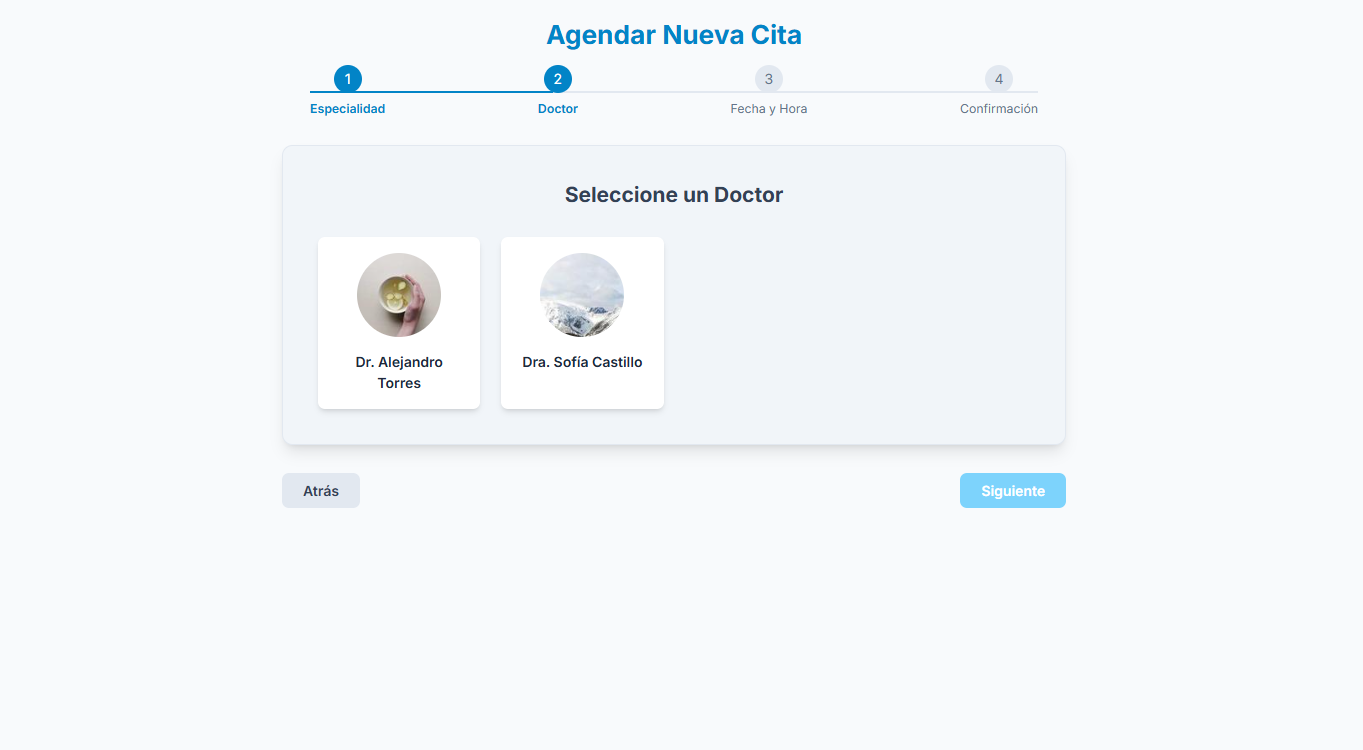 Agendar Nueva Cita
1
2
3
4
Especialidad
Doctor
Fecha y Hora
Confirmación
Seleccione un Doctor
Dr. Alejandro
Torres
Dra. Sofía Castillo
Atrás
Siguiente